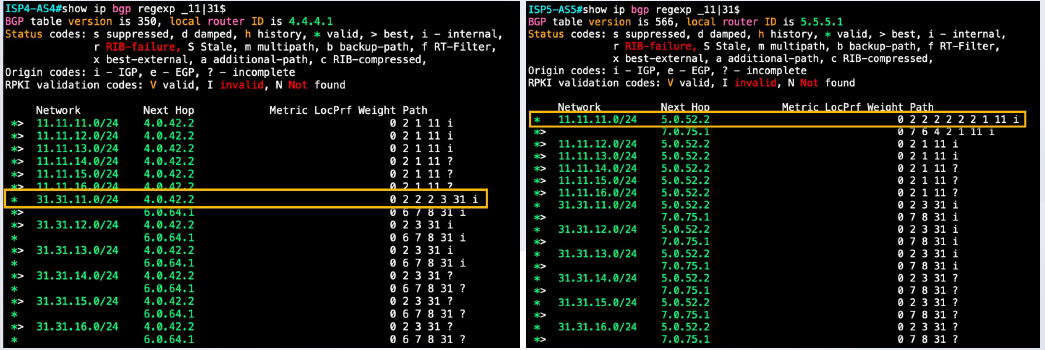 ISP4-AS4#show ip bgp regexp _11|31$
BGP table version is 350, local router ID is 4.4.4.1
Status codes: s suppressed, d damped, h history, * valid, > best, i - internal,
r RIB-failure, S Stale, m multipath, b backup-path, f RT-Filter,
x best-external, a additional-path, c RIB-compressed,
Origin codes: i - IGP, e - EGP, ? - incomplete
RPKI validation codes: V valid, I invalid, N Not found
Network Next Hop Metric LocPrf Weight Path
*> 11.11.11.0/24 4.0.42.2 0 2 1 11 i
*> 11.11.12.0/24 4.0.42.2 0 2 1 11 i
*> 11.11.13.0/24 4.0.42.2 0 2 1 11 i
*> 11.11.14.0/24 4.0.42.2 0 2 1 11 ?
*> 11.11.15.0/24 4.0.42.2 0 2 1 11 ?
*> 11.11.16.0/24 4.0.42.2 0 2 1 11 ?
* 31.31.11.0/24 4.0.42.2 0 2 2 2 3 31 i
*> 6.0.64.1 0 6 7 8 31 i
*> 31.31.12.0/24 4.0.42.2 0 2 3 31 i
* 6.0.64.1 0 6 7 8 31 i
*> 31.31.13.0/24 4.0.42.2 0 2 3 31 i
* 6.0.64.1 0 6 7 8 31 i
*> 31.31.14.0/24 4.0.42.2 0 2 3 31 ?
* 6.0.64.1 0 6 7 8 31 ?
*> 31.31.15.0/24 4.0.42.2 0 2 3 31 ?
* 6.0.64.1 0 6 7 8 31 ?
*> 31.31.16.0/24 4.0.42.2 0 2 3 31 ?
* 6.0.64.1 0 6 7 8 31 ?
ISP5-AS5#show ip bgp regexp _11|31$
BGP table version is 566, local router ID is 5.5.5.1
Status codes: s suppressed, d damped, h history, * valid, > best, i - internal,
r RIB-failure, S Stale, m multipath, b backup-path, f RT-Filter,
x best-external, a additional-path, c RIB-compressed,
Origin codes: i - IGP, e - EGP, ? - incomplete
RPKI validation codes: V valid, I invalid, N Not found
Network Next Hop Metric LocPrf Weight Path
* 11.11.11.0/24 5.0.52.2 0 2 2 2 2 2 2 1 11 i
*> 7.0.75.1 0 7 6 4 2 1 11 i
*> 11.11.12.0/24 5.0.52.2 0 2 1 11 i
*> 11.11.13.0/24 5.0.52.2 0 2 1 11 i
*> 11.11.14.0/24 5.0.52.2 0 2 1 11 ?
*> 11.11.15.0/24 5.0.52.2 0 2 1 11 ?
*> 11.11.16.0/24 5.0.52.2 0 2 1 11 ?
* 31.31.11.0/24 5.0.52.2 0 2 3 31 i
*> 7.0.75.1 0 7 8 31 i
* 31.31.12.0/24 5.0.52.2 0 2 3 31 i
*> 7.0.75.1 0 7 8 31 i
* 31.31.13.0/24 5.0.52.2 0 2 3 31 i
*> 7.0.75.1 0 7 8 31 i
* 31.31.14.0/24 5.0.52.2 0 2 3 31 ?
*> 7.0.75.1 0 7 8 31 ?
* 31.31.15.0/24 5.0.52.2 0 2 3 31 ?
*> 7.0.75.1 0 7 8 31 ?
* 31.31.16.0/24 5.0.52.2 0 2 3 31 ?
*> 7.0.75.1 0 7 8 31 ?